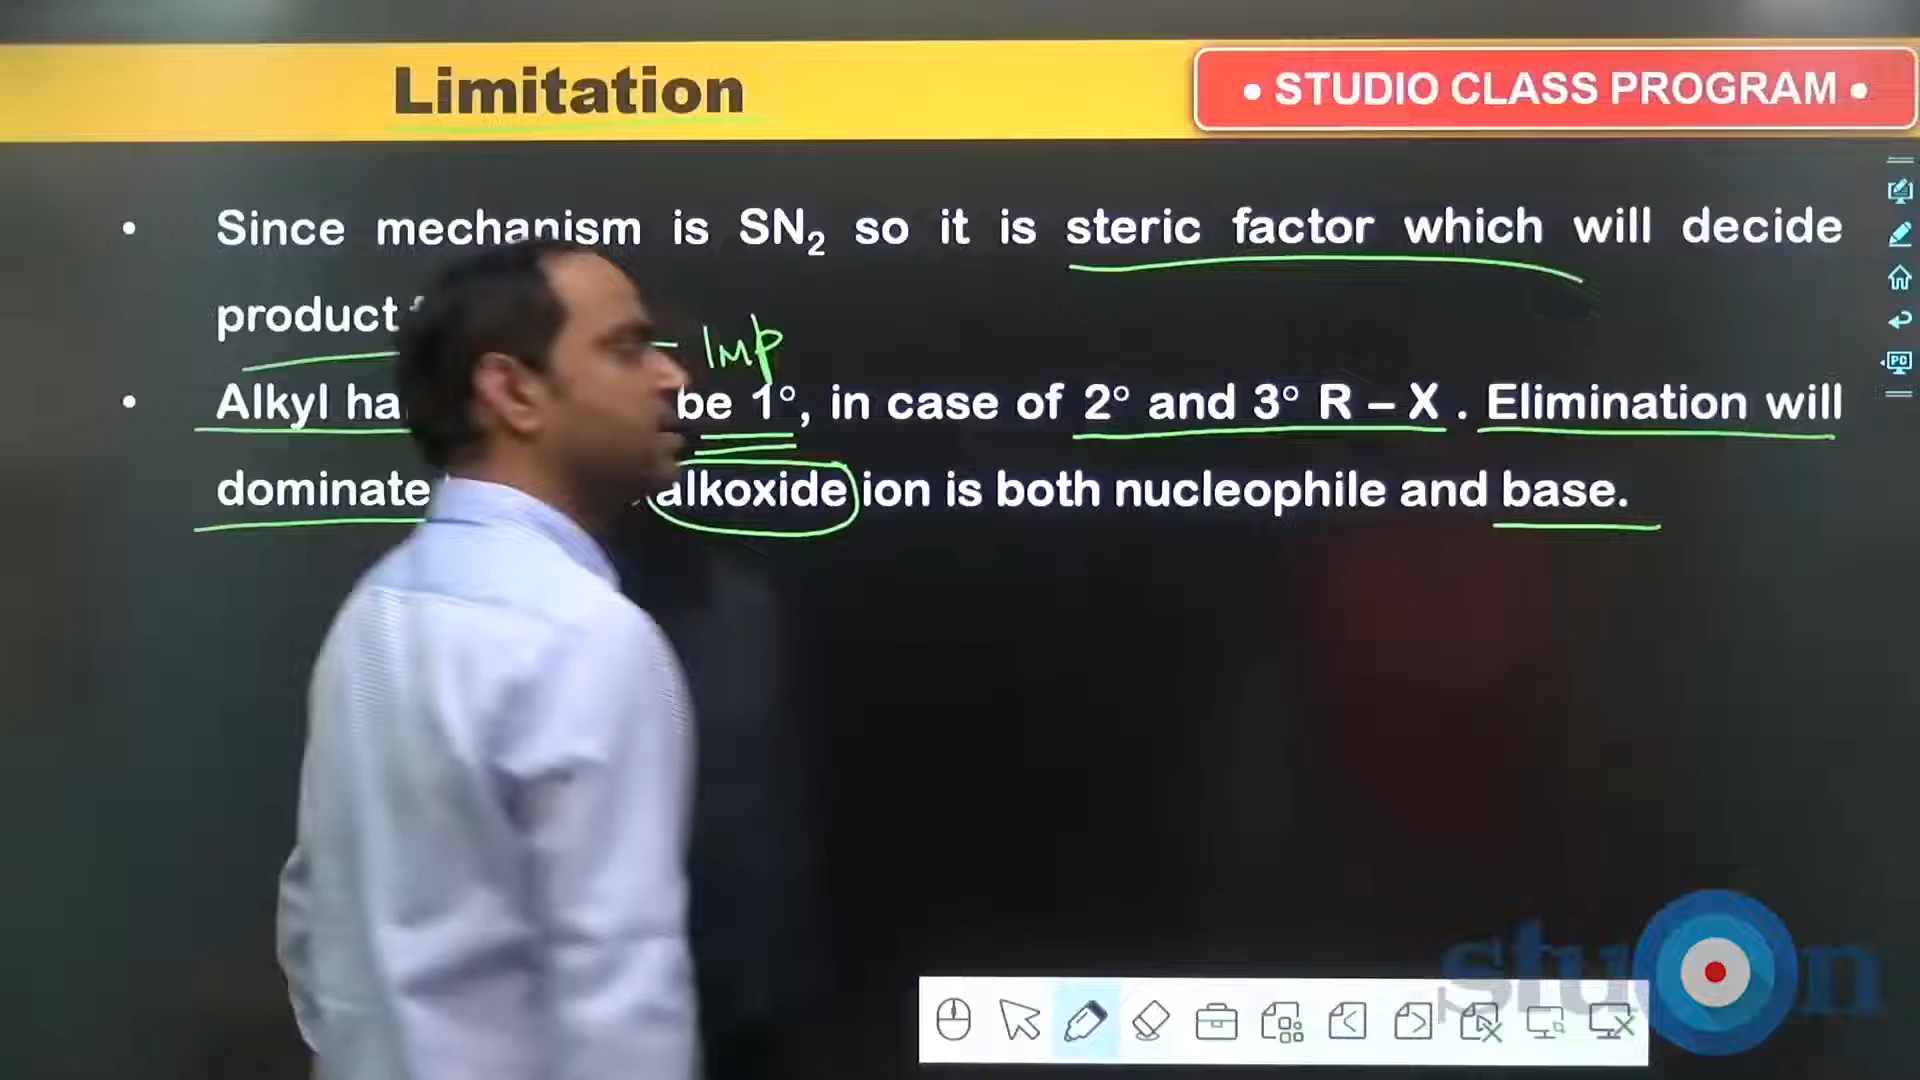 Limitation
• STUDIO CLASS PROGRAM •
• Since mechanism is SN₂ so it is steric factor which will decide
product
Imp
• Alkyl be 1°, in case of 2° and 3° R – X . Elimination will
dominate alkoxide ion is both nucleophile and base.
PC